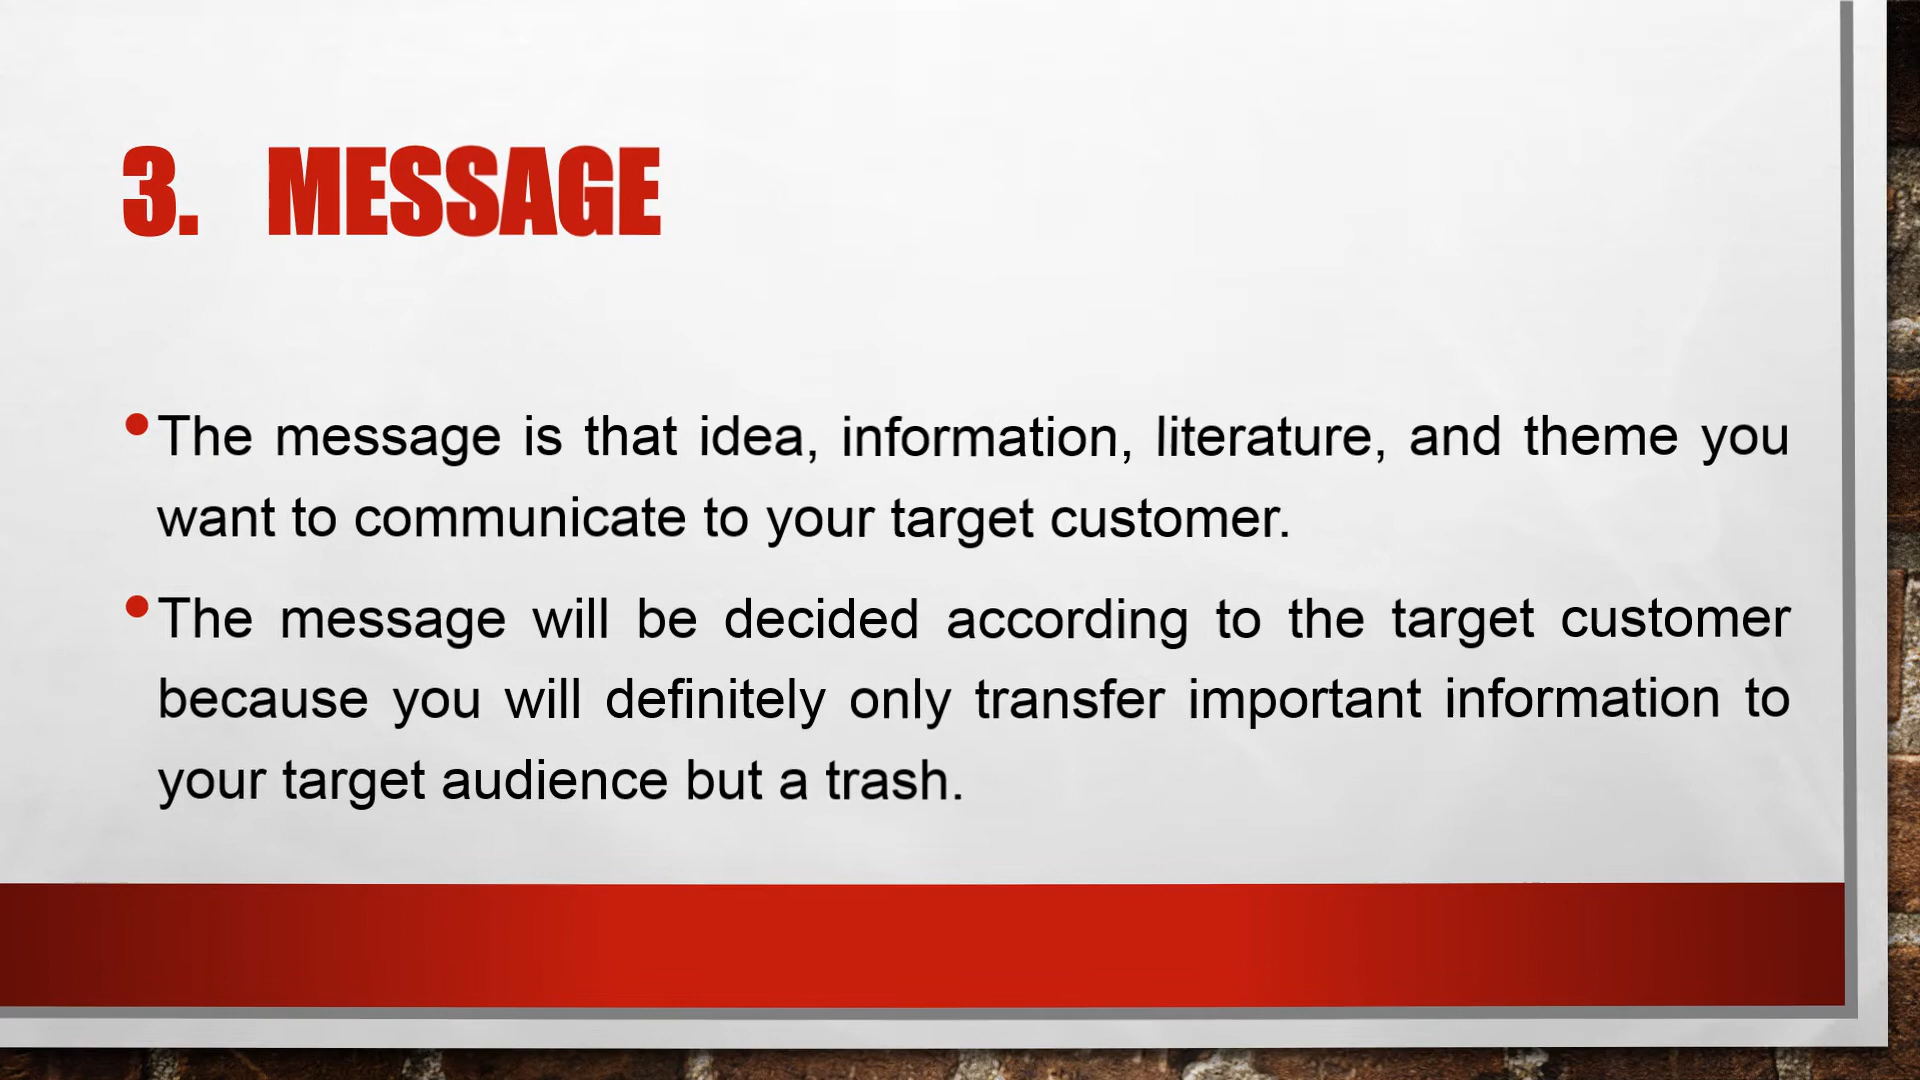 3. MESSAGE
• The message is that idea, information, literature, and theme you
want to communicate to your target customer.
• The message will be decided according to the target customer
because you will definitely only transfer important information to
your target audience but a trash.